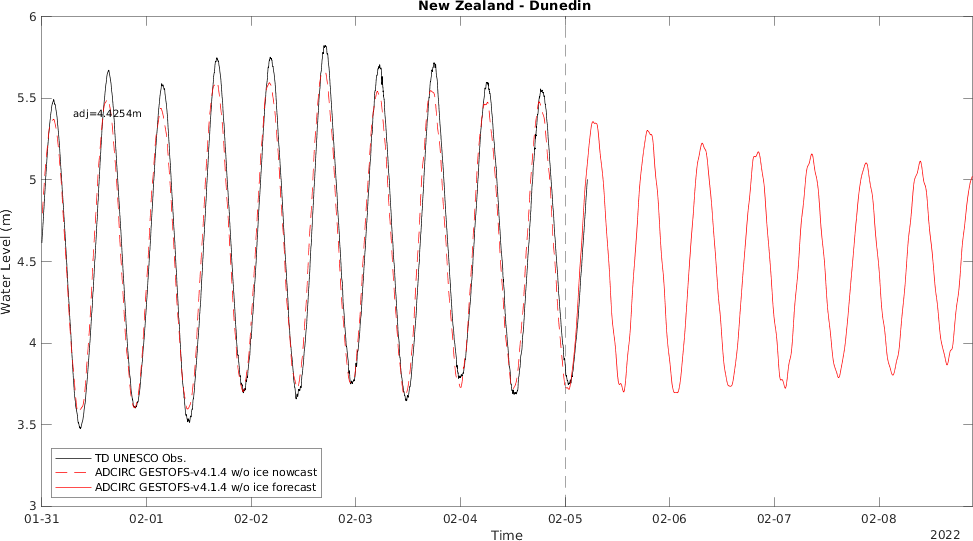 New Zealand - Dunedin
6
5.5
5
4.5
4
3.5
3
Water Level (m)
adj=4.4254m
TD UNESCO Obs.
ADCIRC GESTOFS-v4.1.4 w/o ice nowcast
ADCIRC GESTOFS-v4.1.4 w/o ice forecast
01-31 02-01 02-02 02-03 02-04 02-05 02-06 02-07 02-08
Time
2022